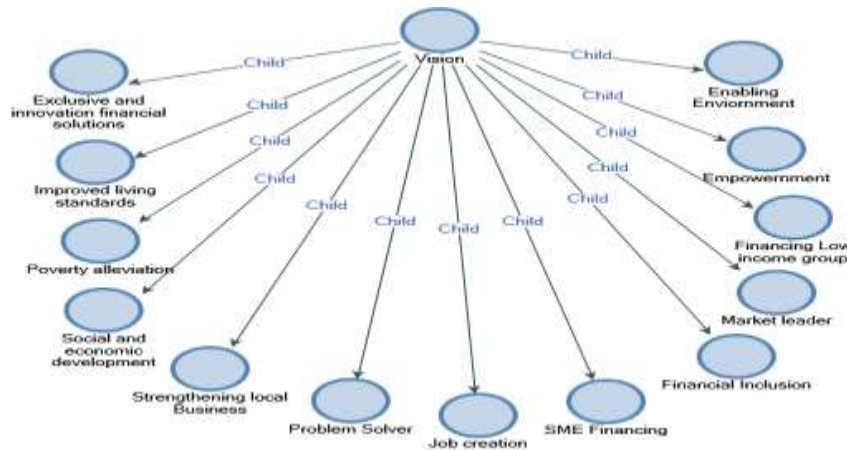 Vision
Child
Child
Child
Child
Child
Child
Child
Child
Child
Child
Child
Child
Exclusive and
innovation financial
solutions
Improved living
standards
Poverty alleviation
Social and
economic
development
Strengthening local
Business
Problem Solver
Job creation
SME Financing
Financial Inclusion
Market leader
Financing Low
income group
Empowernment
Enabling
Enviornment